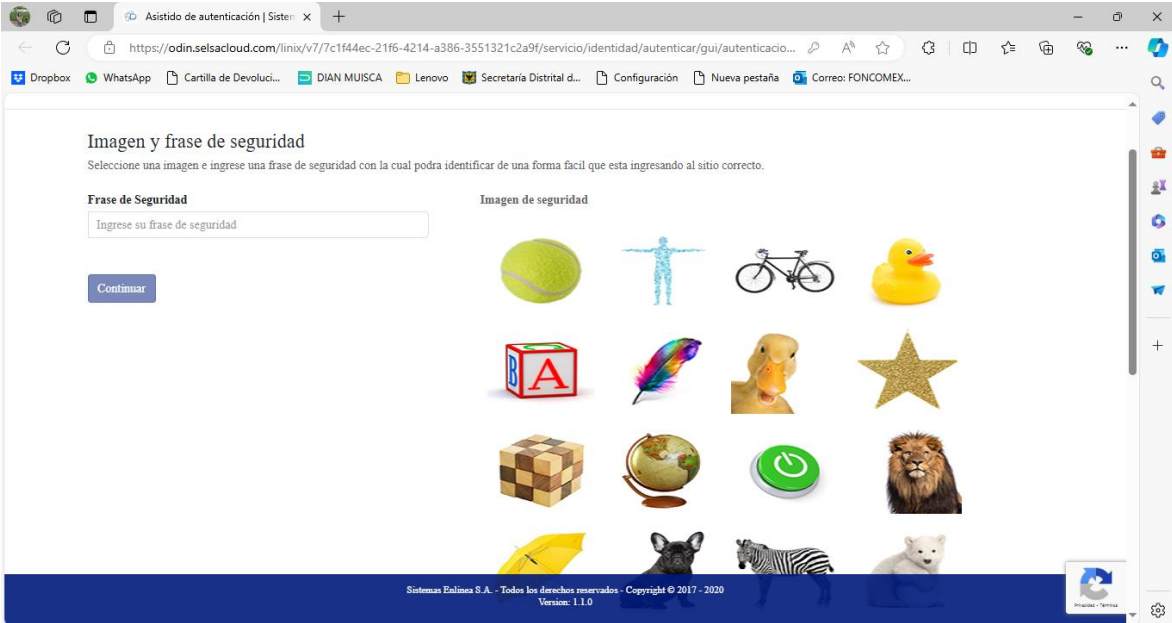 Asistido de autenticación | Sister
https://odin.selsacloud.com/linix/v7/7c1f44ec-21f6-4214-a386-3551321c2a9f/servicio/identidad/autenticar/gui/autenticacio...
Dropbox WhatsApp Cartilla de Devoluci... DIAN MUISCA Lenovo Secretaría Distrital d... Configuración Nueva pestaña Correo: FONCOMEX...
Imagen y frase de seguridad
Seleccione una imagen e ingrese una frase de seguridad con la cual podra identificar de una forma facil que esta ingresando al sitio correcto.
Frase de Seguridad
Imagen de seguridad
Ingrese su frase de seguridad
Continuar
B A
Sistemas Enlinea S.A. - Todos los derechos reservados - Copyright © 2017 - 2020
Version: 1.1.0
Privacidad - Términos